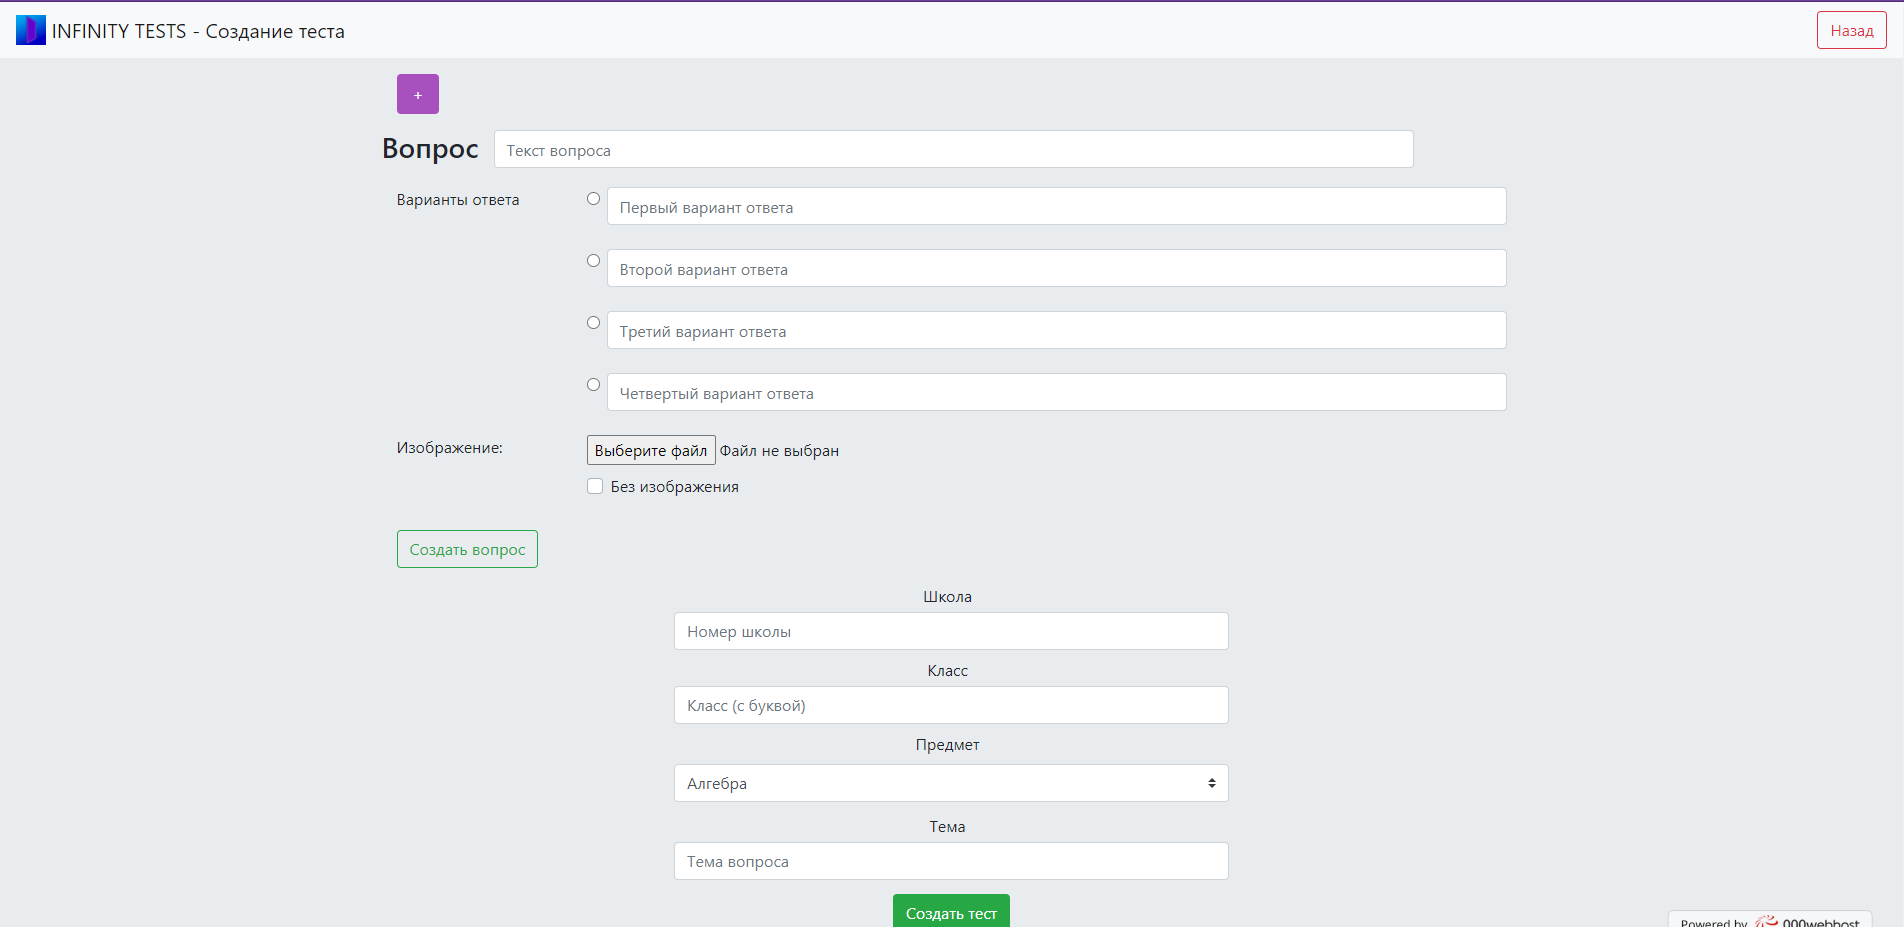 INFINITY TESTS - Создание теста
Назад
+
Вопрос
Текст вопроса
Варианты ответа
Первый вариант ответа
Второй вариант ответа
Третий вариант ответа
Четвертый вариант ответа
Изображение:
Выберите файл Файл не выбран
Без изображения
Создать вопрос
Школа
Номер школы
Класс
Класс (с буквой)
Предмет
Алгебра
Тема
Тема вопроса
Создать тест
Powered by 000webhost